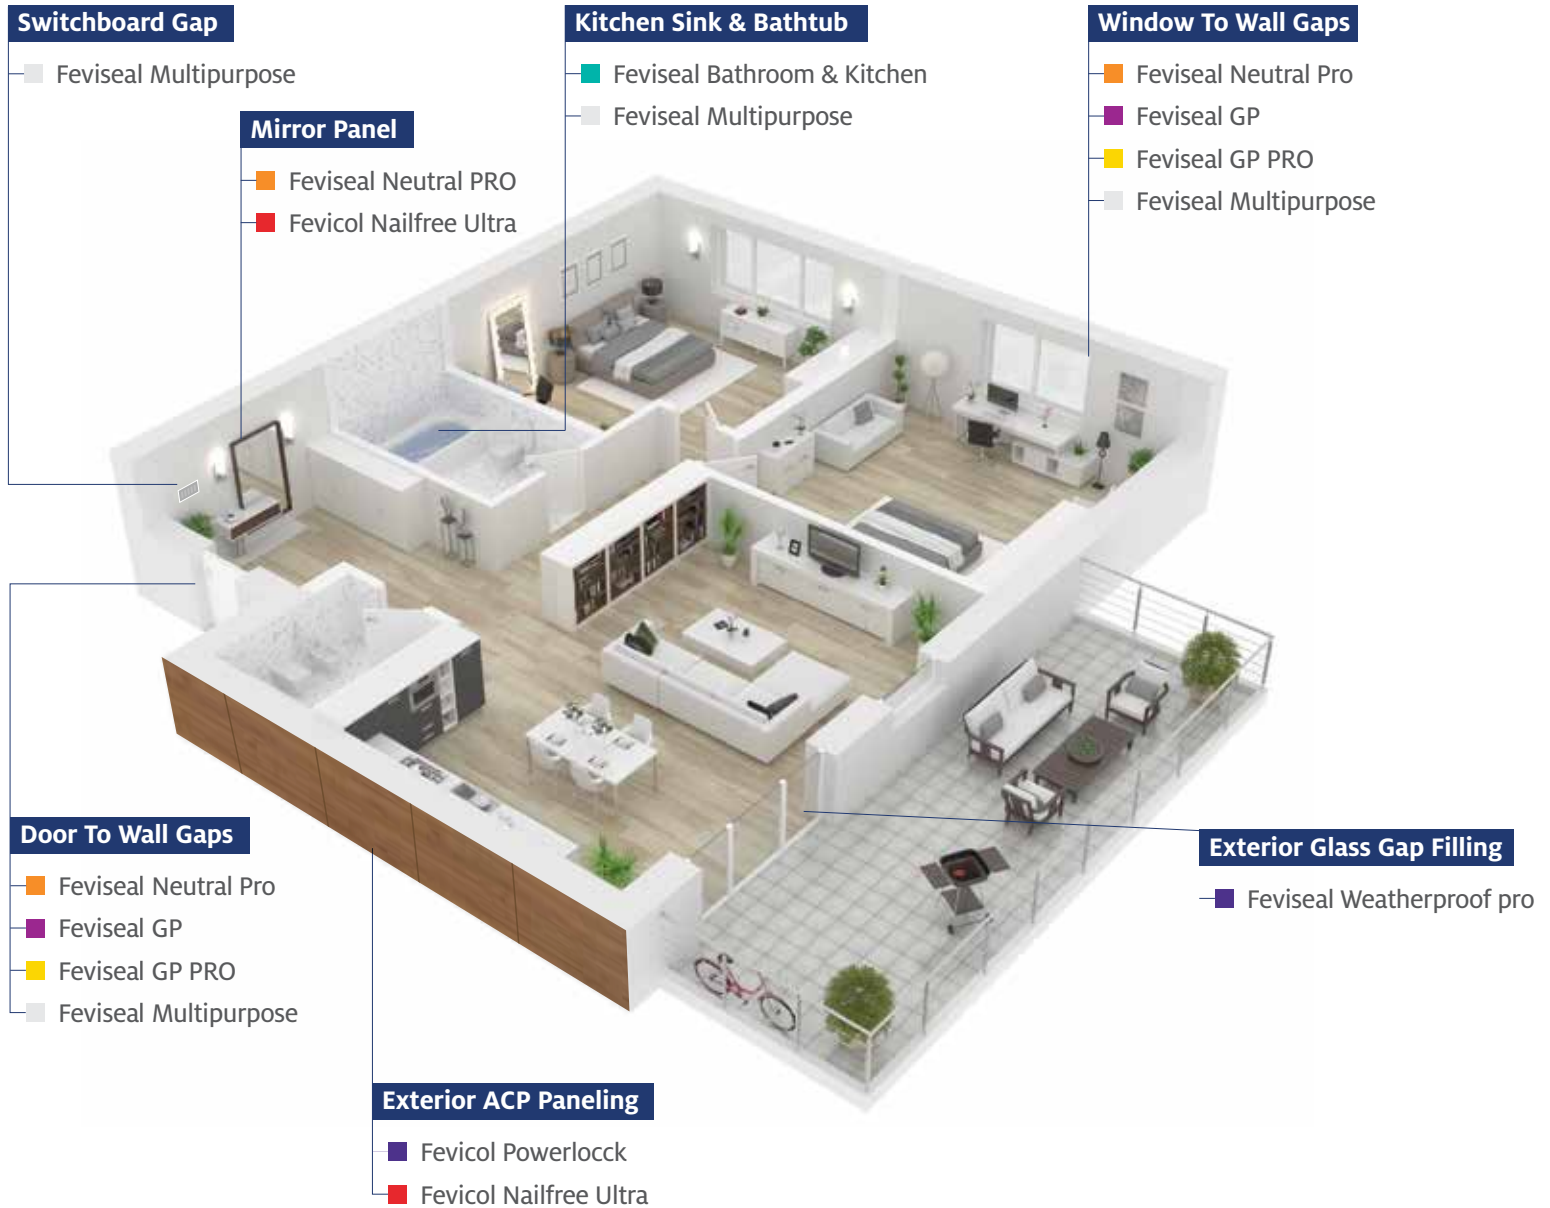 Switchboard Gap
Feviseal Multipurpose
Mirror Panel
Feviseal Neutral PRO
Fevicol Nailfree Ultra
Kitchen Sink & Bathtub
Feviseal Bathroom & Kitchen
Feviseal Multipurpose
Window To Wall Gaps
Feviseal Neutral Pro
Feviseal GP
Feviseal GP PRO
Feviseal Multipurpose
Door To Wall Gaps
Feviseal Neutral Pro
Feviseal GP
Feviseal GP PRO
Feviseal Multipurpose
Exterior Glass Gap Filling
Feviseal Weatherproof pro
Exterior ACP Paneling
Fevicol Powerlocck
Fevicol Nailfree Ultra